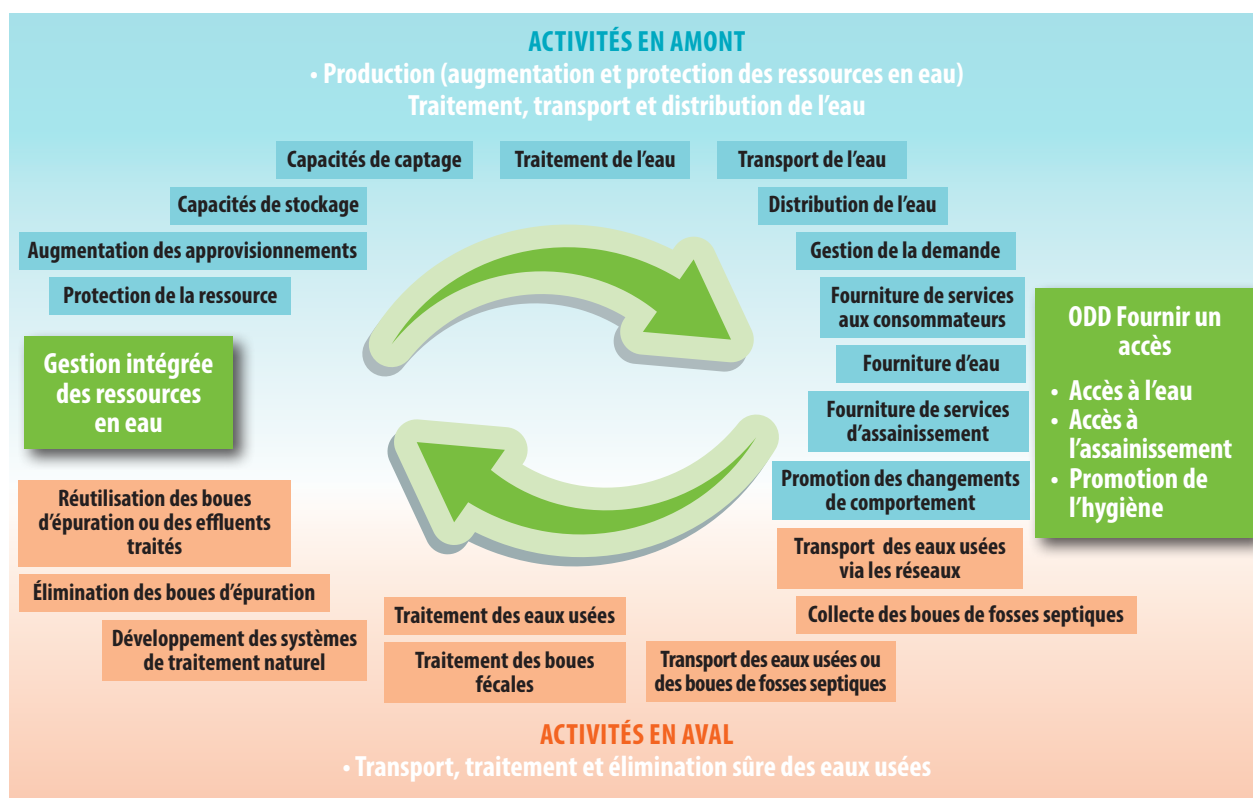 ACTIVITÉS EN AMONT
• Production (augmentation et protection des ressources en eau)
Traitement, transport et distribution de l’eau
Capacités de captage
Traitement de l’eau
Transport de l’eau
Capacités de stockage
Distribution de l’eau
Augmentation des approvisionnements
Gestion de la demande
Protection de la ressource
Fourniture de services
aux consommateurs
Fourniture d’eau
Fourniture de services
d’assainissement
Promotion des changements
de comportement
Gestion intégrée
des ressources
en eau
ODD Fournir un
accès
• Accès à l’eau
• Accès à
l’assainissement
• Promotion de
l’hygiène
Réutilisation des boues
d’épuration ou des effluents
traités
Transport des eaux usées
via les réseaux
Élimination des boues d’épuration
Collecte des boues de fosses septiques
Développement des systèmes
de traitement naturel
Traitement des eaux usées
Traitement des boues
fécales
Transport des eaux usées ou
des boues de fosses septiques
ACTIVITÉS EN AVAL
• Transport, traitement et élimination sûre des eaux usées